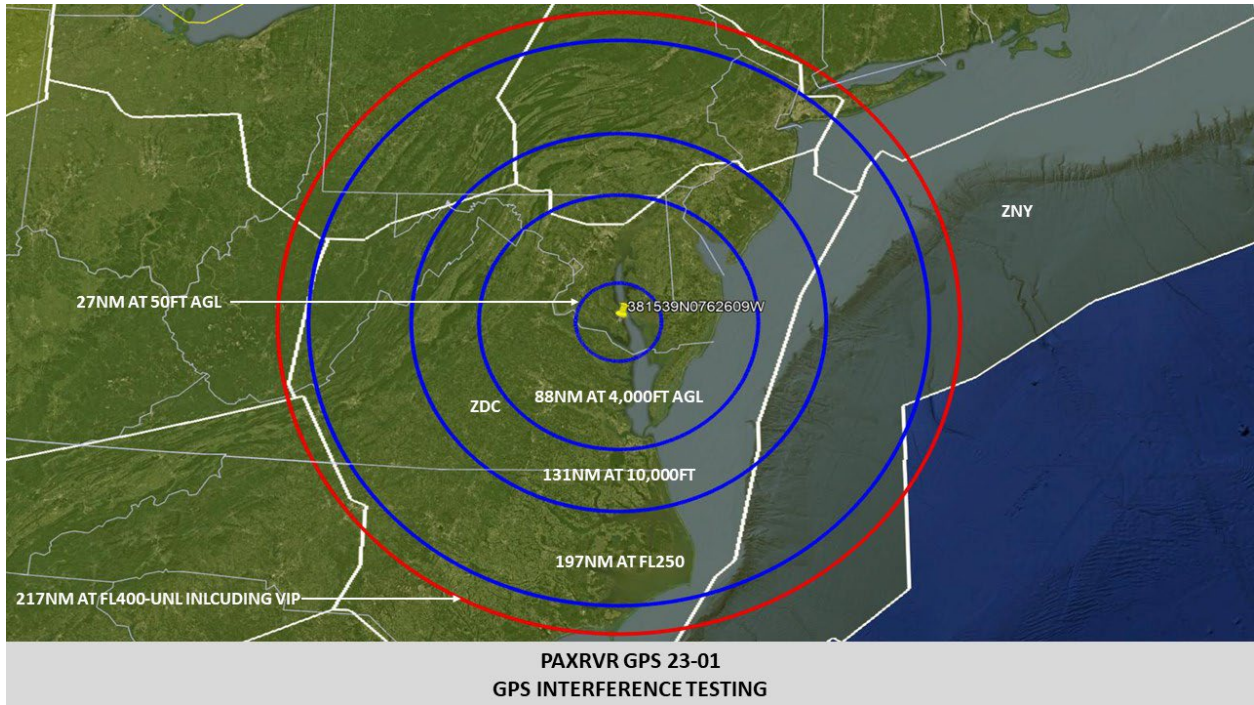 ZNY
27NM AT 50FT AGL
381539N0762609W
88NM AT 4,000FT AGL
ZDC
131NM AT 10,000FT
197NM AT FL250
217NM AT FL400-UNL INLCUDING VIP
PAXRVR GPS 23-01
GPS INTERFERENCE TESTING